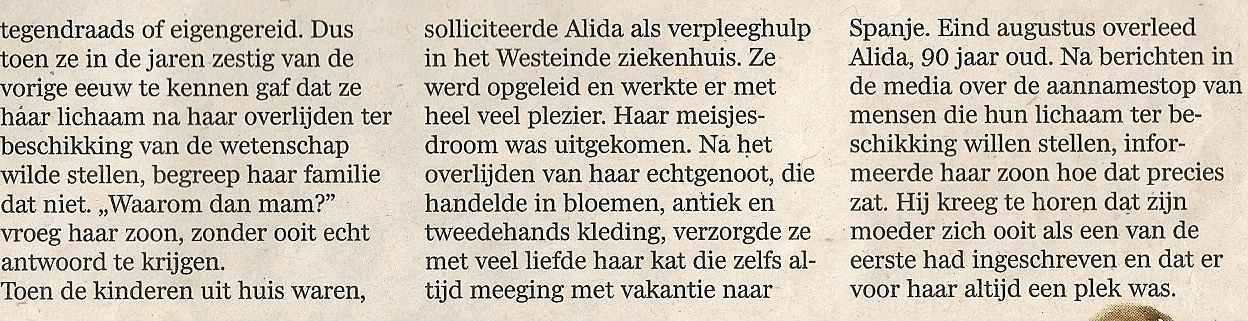 tegendraads of eigengereid. Dus
toen ze in de jaren zestig van de
vorige eeuw te kennen gaf dat ze
haar lichaam na haar overlijden ter
beschikking van de wetenschap
wilde stellen, begreep haar familie
dat niet. „Waarom dan mam?”
vroeg haar zoon, zonder ooit echt
antwoord te krijgen.
Toen de kinderen uit huis waren,
solliciteerde Alida als verpleeghulp
in het Westeinde ziekenhuis. Ze
werd opgeleid en werkte er met
heel veel plezier. Haar meisjes-
droom was uitgekomen. Na het
overlijden van haar echtgenoot, die
handelde in bloemen, antiek en
tweedehands kleding, verzorgde ze
met veel liefde haar kat die zelfs al-
tijd meeging met vakantie naar
Spanje. Eind augustus overleed
Alida, 90 jaar oud. Na berichten in
de media over de aannamestop van
mensen die hun lichaam ter be-
schikking willen stellen, infor-
meerde haar zoon hoe dat precies
zat. Hij kreeg te horen dat zijn
moeder zich ooit als een van de
eerste had ingeschreven en dat er
voor haar altijd een plek was.